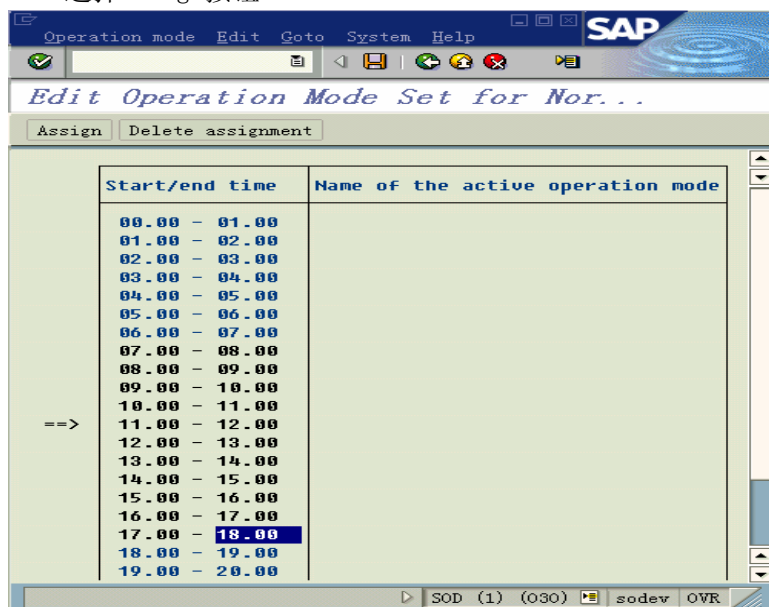 Operation mode Edit Goto System Help
SAP
Edit Operation Mode Set for Nor...
Assign Delete assignment
Start/end time Name of the active operation mode
00.00 - 01.00
01.00 - 02.00
02.00 - 03.00
03.00 - 04.00
04.00 - 05.00
05.00 - 06.00
06.00 - 07.00
07.00 - 08.00
08.00 - 09.00
09.00 - 10.00
10.00 - 11.00
==> 11.00 - 12.00
12.00 - 13.00
13.00 - 14.00
14.00 - 15.00
15.00 - 16.00
16.00 - 17.00
17.00 - 18.00
18.00 - 19.00
19.00 - 20.00
SOD (1) (030) sodev OVR